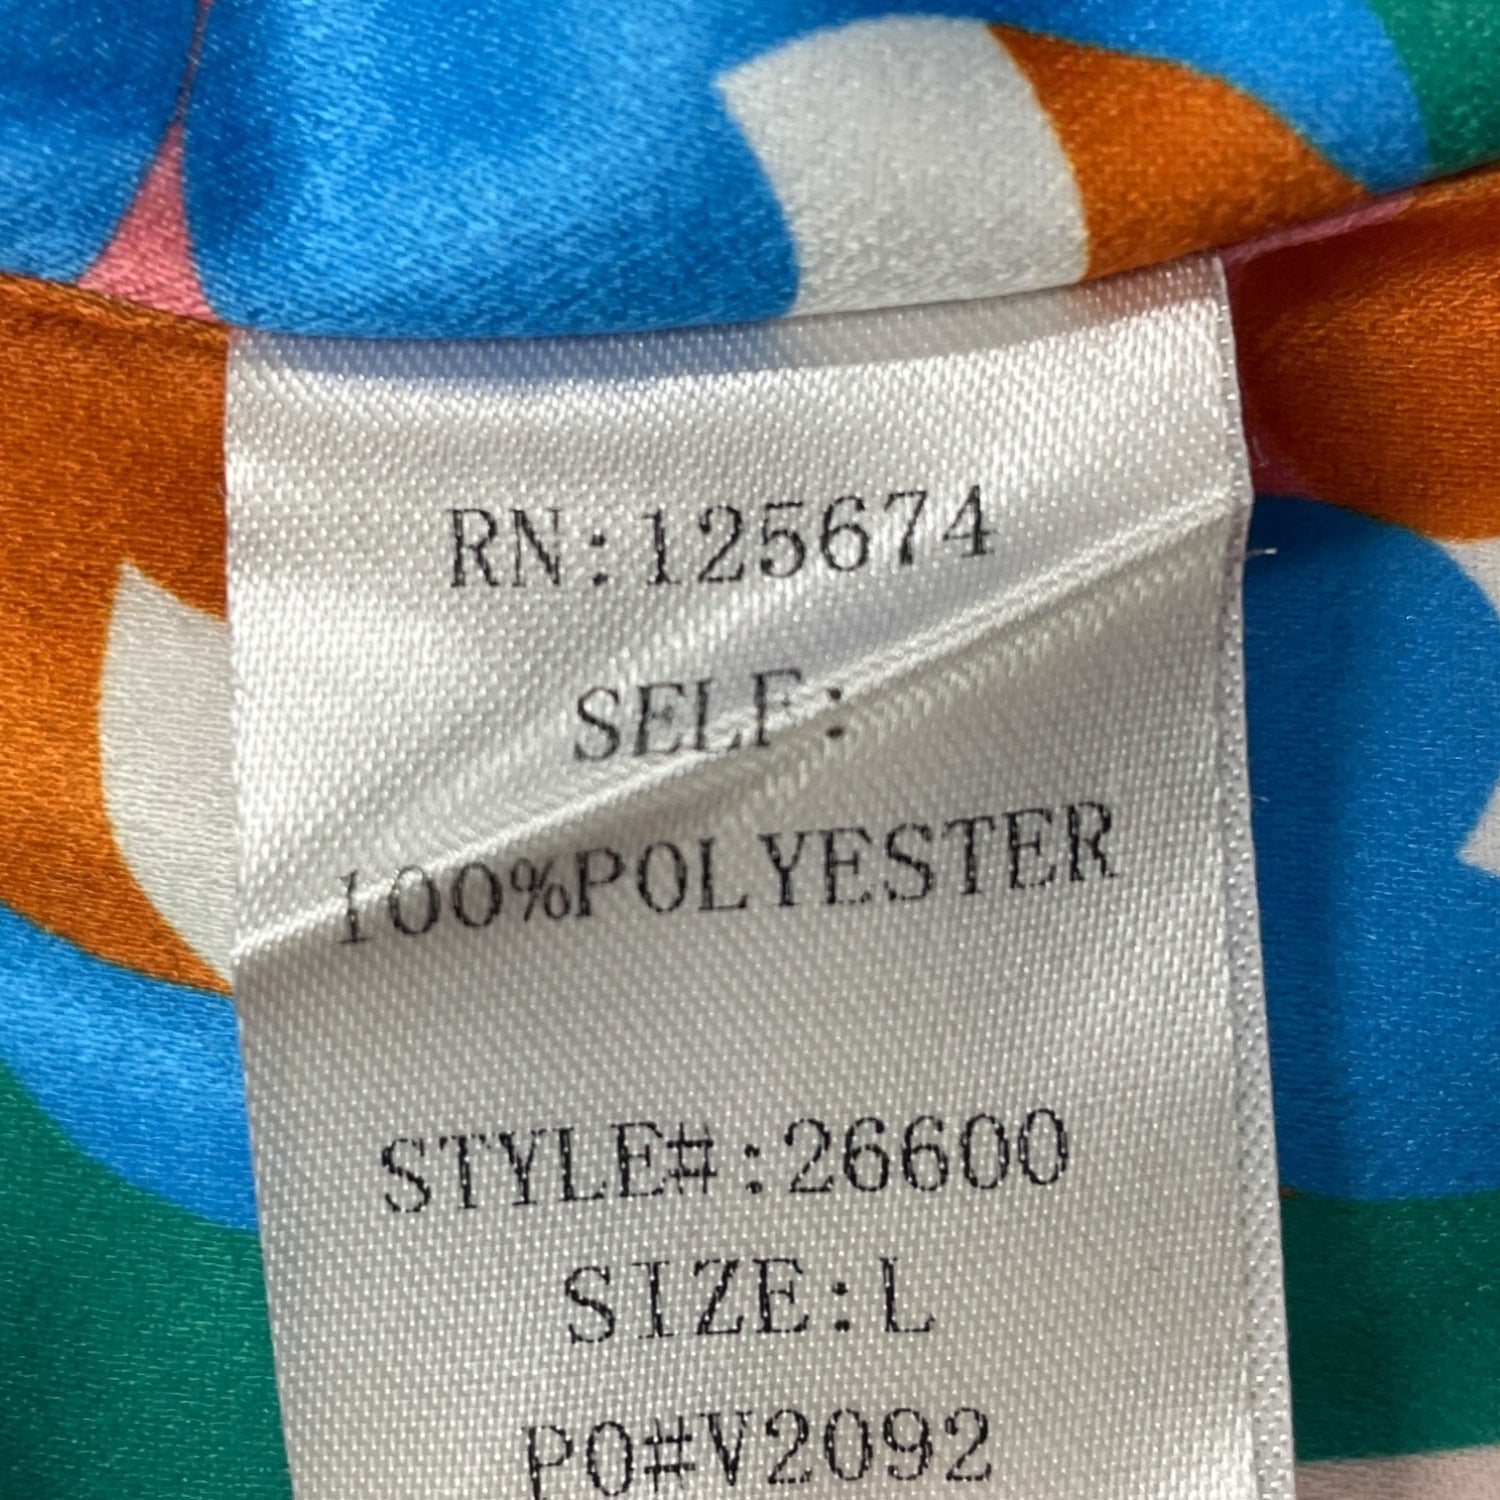 RN:125674
SELF:
100%POLYESTER
STYLE#:26600
SIZE:L
PO#V2092